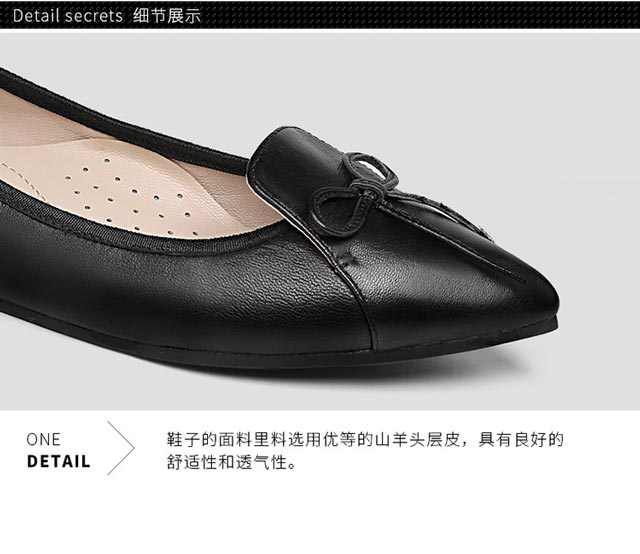 Detail secrets 细节展示
ONE
DETAIL
鞋子的面料里料选用优等的山羊头层皮，具有良好的
舒适性和透气性。